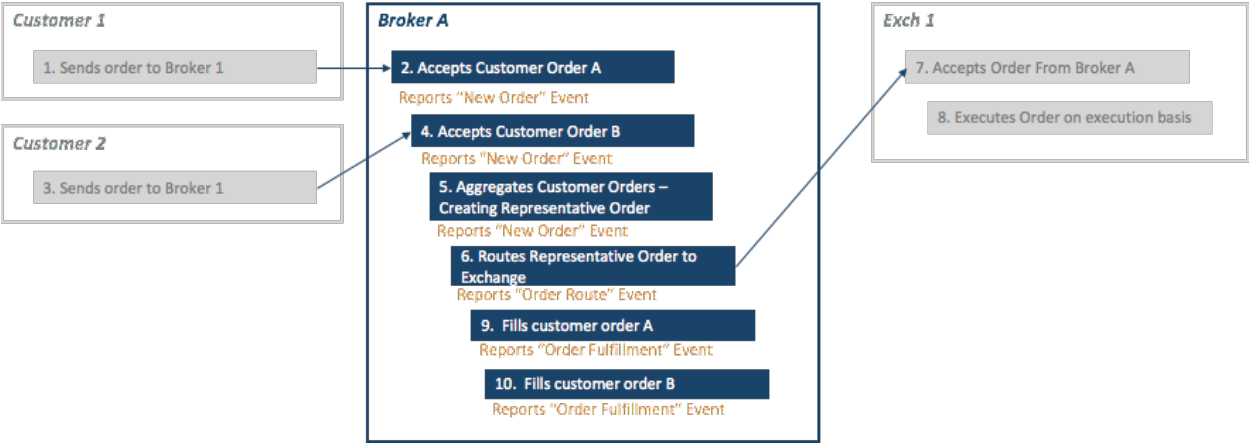 Customer 1
1. Sends order to Broker 1
Customer 2
3. Sends order to Broker 1
Broker A
2. Accepts Customer Order A
Reports "New Order" Event
4. Accepts Customer Order B
Reports "New Order" Event
5. Aggregates Customer Orders –
Creating Representative Order
Reports "New Order" Event
6. Routes Representative Order to
Exchange
Reports "Order Route" Event
9. Fills customer order A
Reports "Order Fulfillment" Event
10. Fills customer order B
Reports "Order Fulfillment" Event
Exch 1
7. Accepts Order From Broker A
8. Executes Order on execution basis